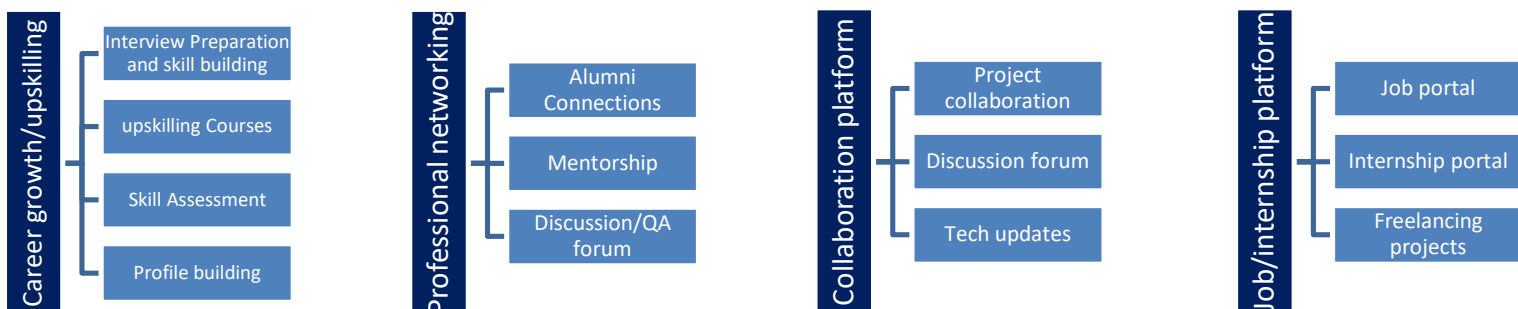 Career growth/upskilling
Interview Preparation
and skill building
upskilling Courses
Skill Assessment
Profile building
Professional networking
Alumni
Connections
Mentorship
Discussion/QA
forum
Collaboration platform
Project
collaboration
Discussion forum
Tech updates
Job/internship platform
Job portal
Internship portal
Freelancing
projects